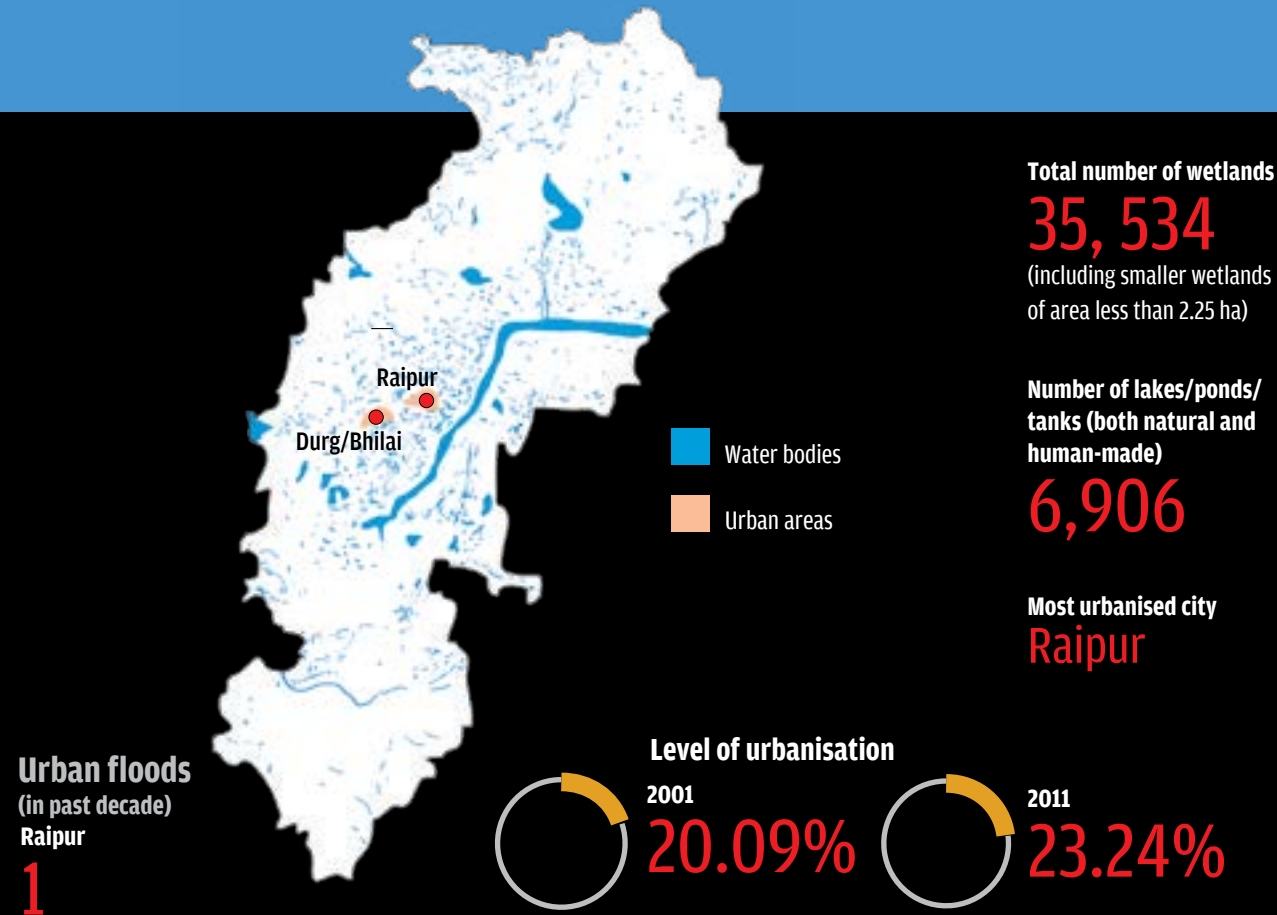 Total number of wetlands
35, 534
(including smaller wetlands
of area less than 2.25 ha)
Raipur
Durg/Bhilai
Number of lakes/ponds/
tanks (both natural and
human-made)
6,906
Water bodies
Urban areas
Most urbanised city
Raipur
Urban floods
(in past decade)
Raipur
1
Level of urbanisation
2001
20.09%
2011
23.24%